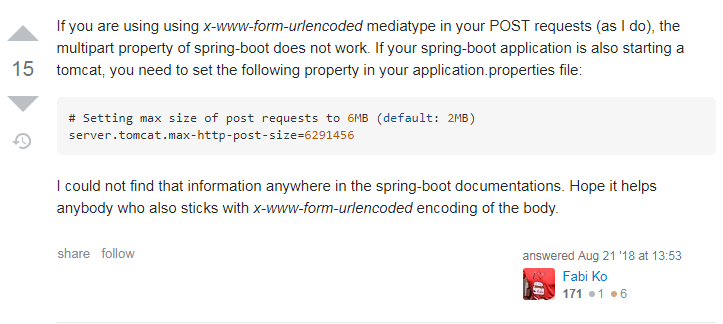 If you are using using x-www-form-urlencoded mediatype in your POST requests (as I do), the
multipart property of spring-boot does not work. If your spring-boot application is also starting a
15
tomcat, you need to set the following property in your application.properties file:
# Setting max size of post requests to 6MB (default: 2MB)
server.tomcat.max-http-post-size=6291456
I could not find that information anywhere in the spring-boot documentations. Hope it helps
anybody who also sticks with x-www-form-urlencoded encoding of the body.
share follow
answered Aug 21 '18 at 13:53
Fabi Ko
171 1 6